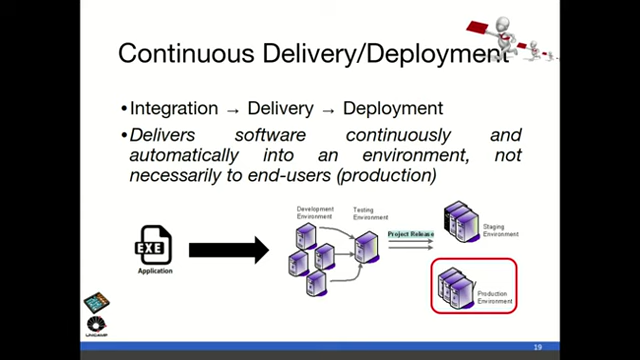 Continuous Delivery/Deployment
•Integration → Delivery → Deployment
•Delivers software continuously and
automatically into an environment, not
necessarily to end-users (production)
Development
Environment
Testing
Environment
Project Release
Staging
Environment
EXE
Application
Production
Environment
UNICAMP
19